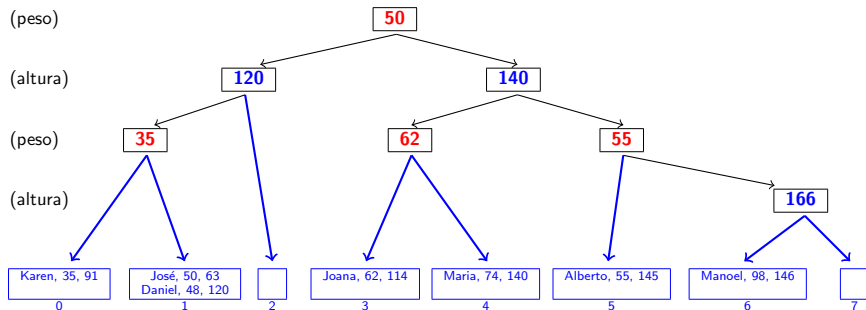 (peso)
50
(altura)
120
140
(peso)
35
62
55
(altura)
166
Karen, 35, 91
José, 50, 63
Daniel, 48, 120
Joana, 62, 114
Maria, 74, 140
Alberto, 55, 145
Manoel, 98, 146
0
1
2
3
4
5
6
7